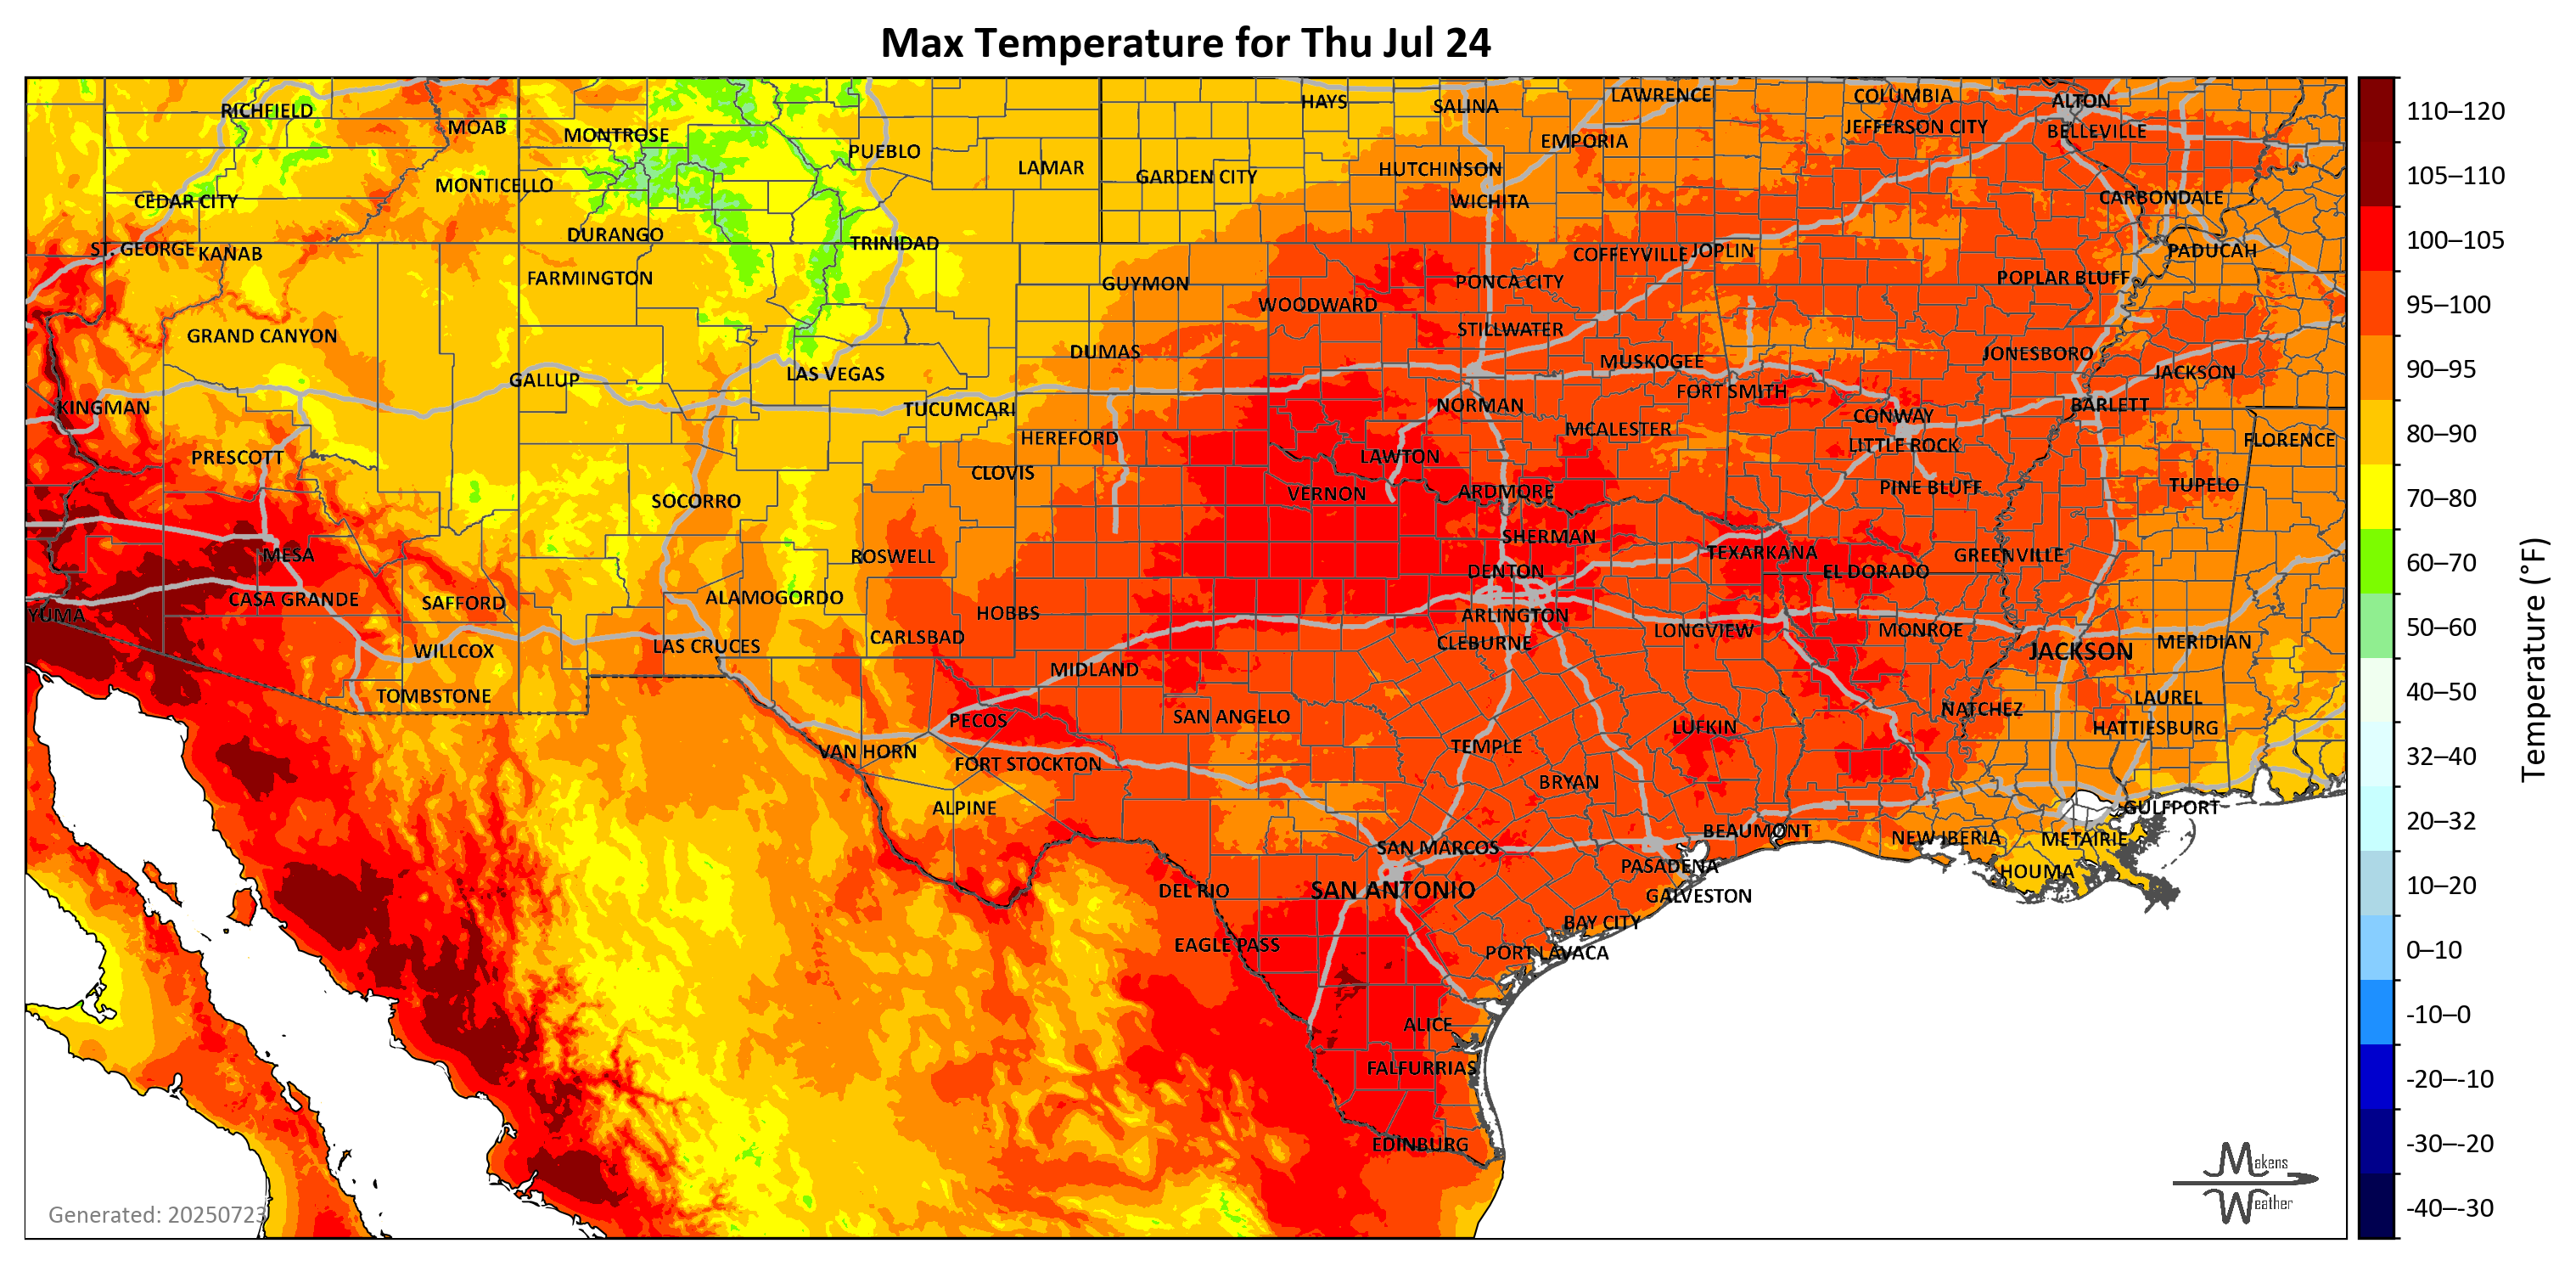 Max Temperature for Thu Jul 24
RICHFIELD
MOAB
MONTROSE
PUEBLO
LAMAR
HAYS
SALINA
LAWRENCE
COLUMBIA
ALTON
GARDEN CITY
HUTCHINSON
EMPORIA
JEFFERSON CITY
BELLEVILLE
CEDAR CITY
MONTICELLO
WICHITA
CARBONDALE
ST. GEORGE
KANAB
DURANGO
TRINIDAD
COFFEYVILLE
JOPLIN
PADUCAH
FARMINGTON
GUYMON
WOODWARD
PONCA CITY
POPLAR BLUFF
GRAND CANYON
DUMAS
STILLWATER
MUSKOGEE
JONESBORO
KINGMAN
GALLUP
LAS VEGAS
TUCUMCARI
NORMAN
FORT SMITH
CONWAY
BARLETT
JACKSON
PRESCOTT
HEREFORD
CLOVIS
LAWTON
MCALESTER
LITTLE ROCK
FLORENCE
SOCORRO
VERNON
ARDMORE
PINE BLUFF
TUPELO
MESA
ROSWELL
SHERMAN
TEXARKANA
GREENVILLE
YUMA
CASA GRANDE
SAFFORD
ALAMOGORDO
HOBBS
DENTON
ARLINGTON
EL DORADO
WILLCOX
LAS CRUCES
CARLSBAD
MIDLAND
CLEBURNE
LONGVIEW
MONROE
JACKSON
MERIDIAN
TOMBSTONE
PECOS
SAN ANGELO
LUFKIN
NATCHEZ
LAUREL
HATTIESBURG
VAN HORN
FORT STOCKTON
TEMPLE
BRYAN
ALPINE
SAN MARCOS
BEAUMONT
NEW IBERIA
METAIRIE
GULFPORT
DEL RIO
SAN ANTONIO
PASADENA
GALVESTON
HOUMA
EAGLE PASS
BAY CITY
PORT LAVACA
ALICE
FALFURRIAS
EDINBURG
Generated: 20250723
Makens
Weather
110–120
105–110
100–105
95–100
90–95
80–90
70–80
60–70
50–60
40–50
32–40
20–32
10–20
0–10
-10–0
-20–-10
-30–-20
-40–-30
Temperature (°F)